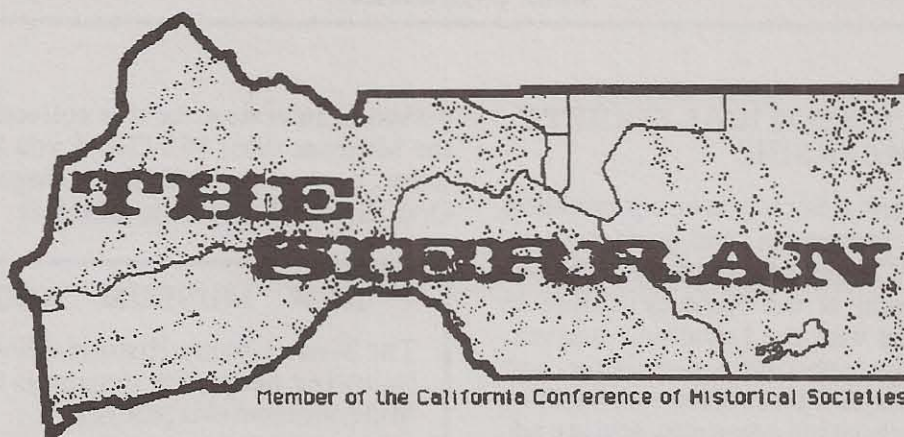 THE
SIERRAN
Member of the California Conference of Historical Societies